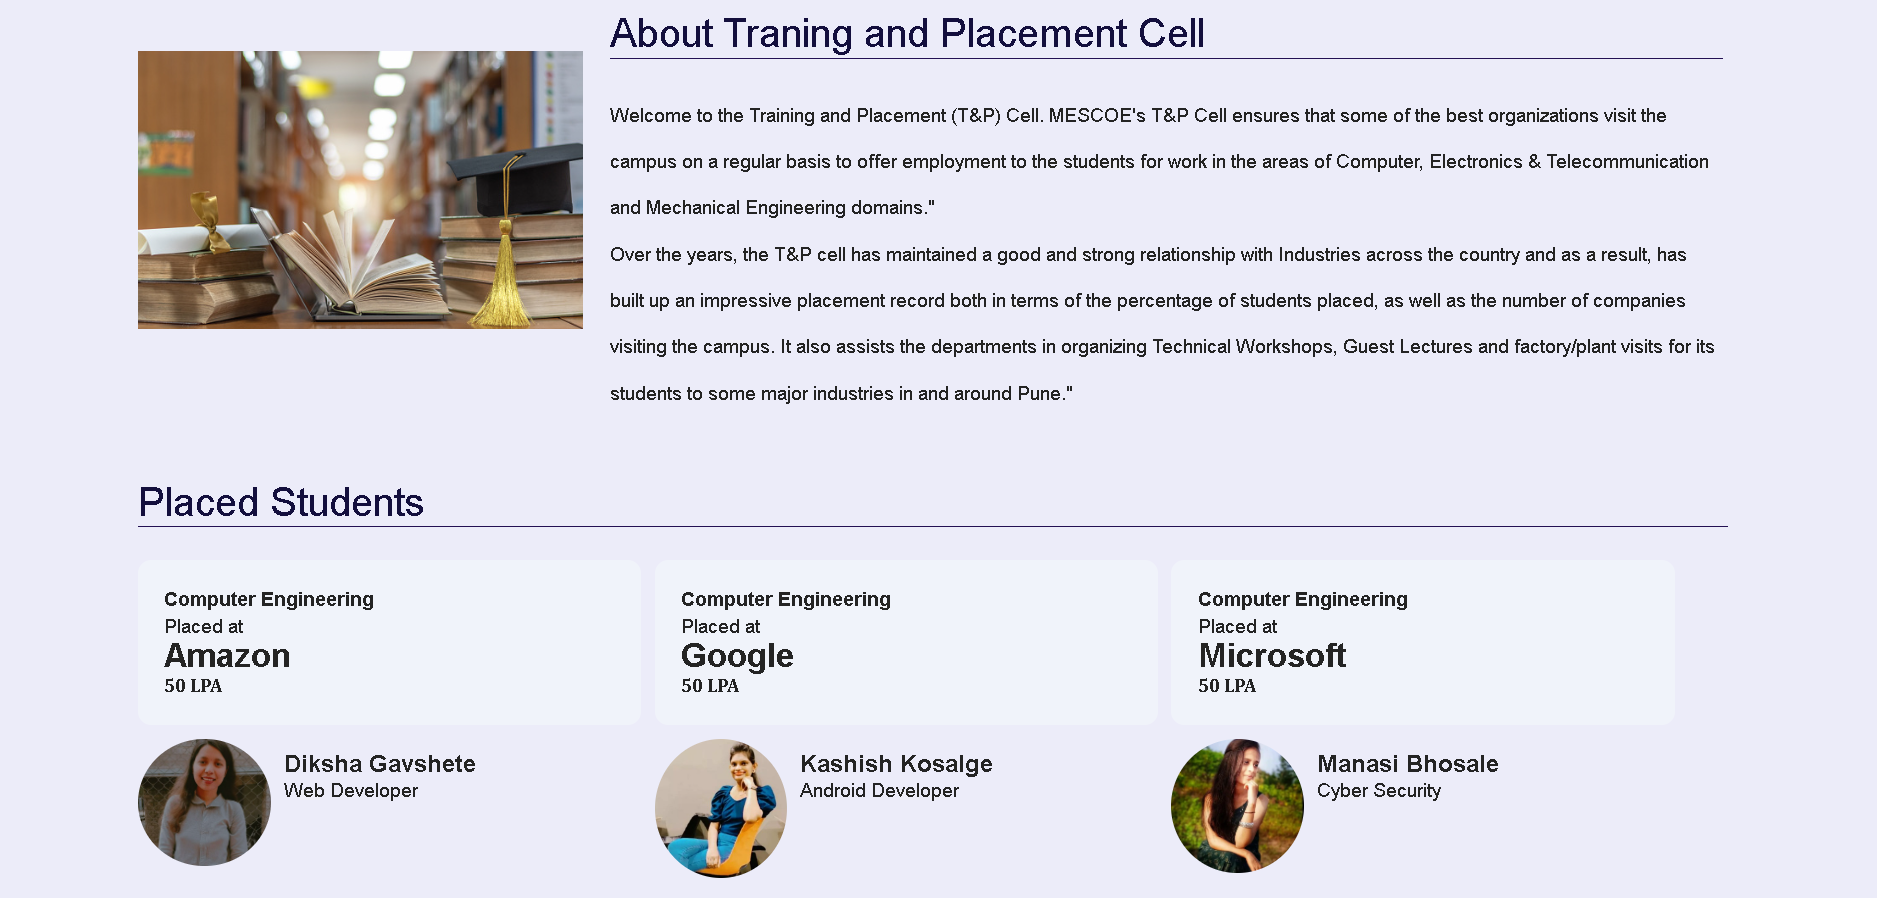 About Traning and Placement Cell
Welcome to the Training and Placement (T&P) Cell. MESCOE's T&P Cell ensures that some of the best organizations visit the
campus on a regular basis to offer employment to the students for work in the areas of Computer, Electronics & Telecommunication
and Mechanical Engineering domains."
Over the years, the T&P cell has maintained a good and strong relationship with Industries across the country and as a result, has
built up an impressive placement record both in terms of the percentage of students placed, as well as the number of companies
visiting the campus. It also assists the departments in organizing Technical Workshops, Guest Lectures and factory/plant visits for its
students to some major industries in and around Pune."
Placed Students
Computer Engineering
Placed at
Amazon
50 LPA
Diksha Gavshete
Web Developer
Computer Engineering
Placed at
Google
50 LPA
Kashish Kosalge
Android Developer
Computer Engineering
Placed at
Microsoft
50 LPA
Manasi Bhosale
Cyber Security